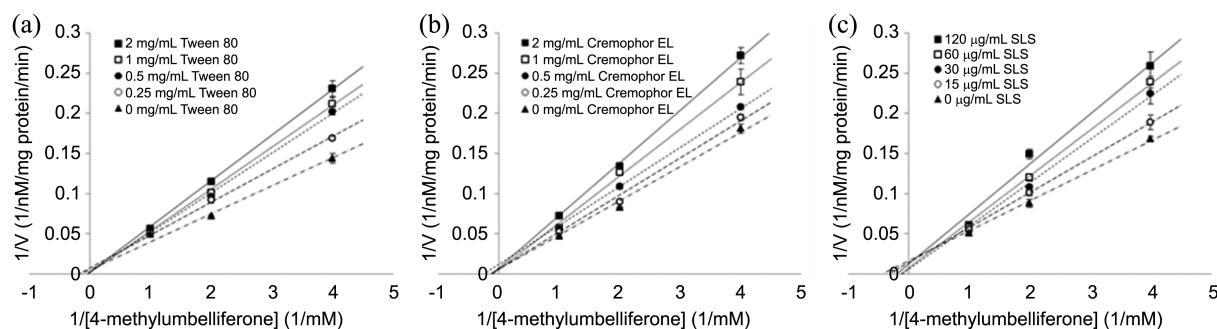 (a)
0.3
0.25
0.2
0.15
0.1
0.05
0
1/V (1/nM/mg protein/min)
2 mg/mL Tween 80
1 mg/mL Tween 80
0.5 mg/mL Tween 80
0.25 mg/mL Tween 80
0 mg/mL Tween 80
-1 0 1 2 3 4 5
1/[4-methylumbelliferone] (1/mM)
(b)
0.3
0.25
0.2
0.15
0.1
0.05
0
1/V (1/nM/mg protein/min)
2 mg/mL Cremophor EL
1 mg/mL Cremophor EL
0.5 mg/mL Cremophor EL
0.25 mg/mL Cremophor EL
0 mg/mL Cremophor EL
-1 0 1 2 3 4 5
1/[4-methylumbelliferone] (1/mM)
(c)
0.3
0.25
0.2
0.15
0.1
0.05
0
1/V (1/nM/mg protein/min)
120 µg/mL SLS
60 µg/mL SLS
30 µg/mL SLS
15 µg/mL SLS
0 µg/mL SLS
-1 0 1 2 3 4 5
1/[4-methylumbelliferone] (1/mM)